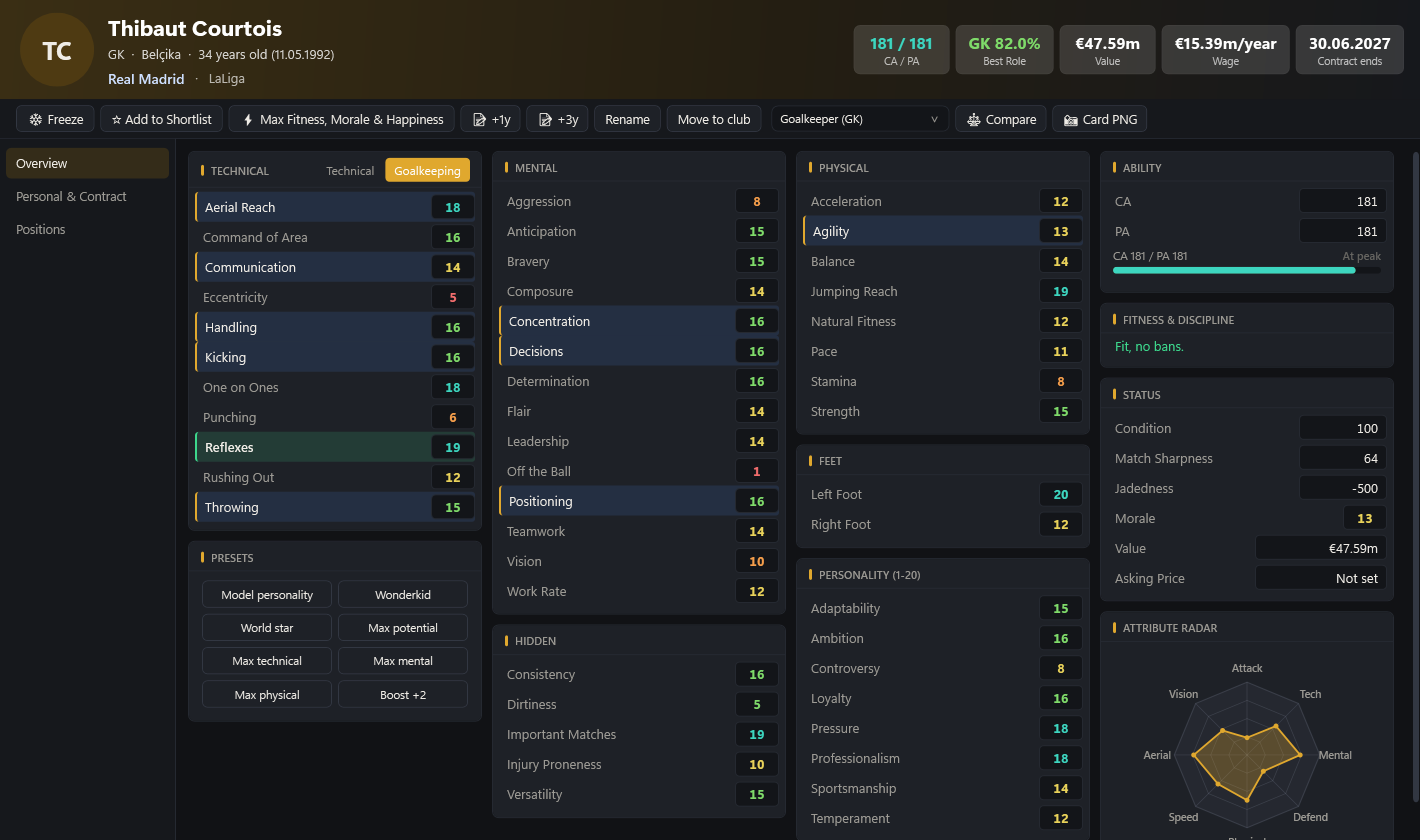 TC
Thibaut Courtois
GK · Belçika · 34 years old (11.05.1992)
Real Madrid · LaLiga
181 / 181
CA / PA
GK 82.0%
Best Role
€47.59m
Value
€15.39m/year
Wage
30.06.2027
Contract ends
Freeze
Add to Shortlist
Max Fitness, Morale & Happiness
+1y
+3y
Rename
Move to club
Goalkeeper (GK)
Compare
Card PNG
Overview
Personal & Contract
Positions
TECHNICAL Technical Goalkeeping
Aerial Reach 18
Command of Area 16
Communication 14
Eccentricity 5
Handling 16
Kicking 16
One on Ones 18
Punching 6
Reflexes 19
Rushing Out 12
Throwing 15
PRESETS
Model personality Wonderkid
World star Max potential
Max technical Max mental
Max physical Boost +2
MENTAL
Aggression 8
Anticipation 15
Bravery 15
Composure 14
Concentration 16
Decisions 16
Determination 16
Flair 14
Leadership 14
Off the Ball 1
Positioning 16
Teamwork 14
Vision 10
Work Rate 12
HIDDEN
Consistency 16
Dirtiness 5
Important Matches 19
Injury Proneness 10
Versatility 15
PHYSICAL
Acceleration 12
Agility 13
Balance 14
Jumping Reach 19
Natural Fitness 12
Pace 11
Stamina 8
Strength 15
FEET
Left Foot 20
Right Foot 12
PERSONALITY (1-20)
Adaptability 15
Ambition 16
Controversy 8
Loyalty 16
Pressure 18
Professionalism 18
Sportsmanship 14
Temperament 12
ABILITY
CA 181
PA 181
CA 181 / PA 181 At peak
FITNESS & DISCIPLINE
Fit, no bans.
STATUS
Condition 100
Match Sharpness 64
Jadedness -500
Morale 13
Value €47.59m
Asking Price Not set
ATTRIBUTE RADAR
Attack
Vision Tech
Aerial Mental
Speed Defend